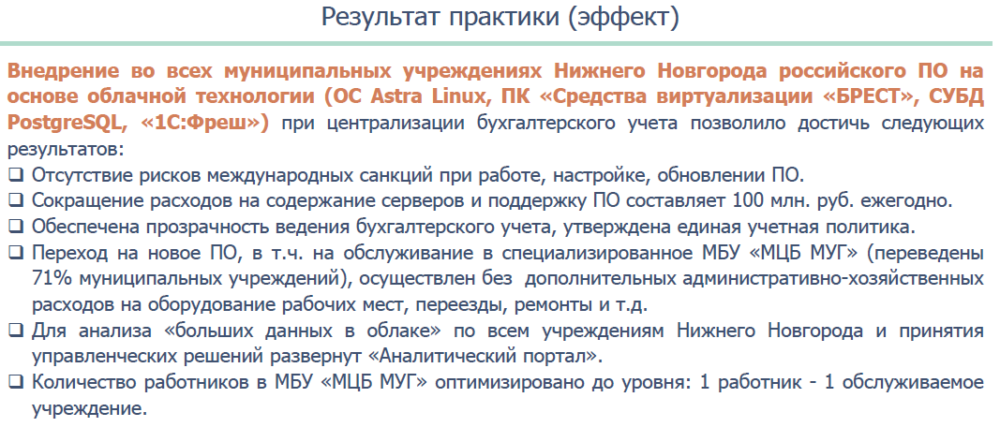 Результат практики (эффект)
Внедрение во всех муниципальных учреждениях Нижнего Новгорода российского ПО на
основе облачной технологии (ОС Astra Linux, ПК «Средства виртуализации «БРЕСТ», СУБД
PostgreSQL, «1С:Фреш») при централизации бухгалтерского учета позволило достичь следующих
результатов:
❑ Отсутствие рисков международных санкций при работе, настройке, обновлении ПО.
❑ Сокращение расходов на содержание серверов и поддержку ПО составляет 100 млн. руб. ежегодно.
❑ Обеспечена прозрачность ведения бухгалтерского учета, утверждена единая учетная политика.
❑ Переход на новое ПО, в т.ч. на обслуживание в специализированное МБУ «МЦБ МУГ» (переведены
71% муниципальных учреждений), осуществлен без дополнительных административно-хозяйственных
расходов на оборудование рабочих мест, переезды, ремонты и т.д.
❑ Для анализа «больших данных в облаке» по всем учреждениям Нижнего Новгорода и принятия
управленческих решений развернут «Аналитический портал».
❑ Количество работников в МБУ «МЦБ МУГ» оптимизировано до уровня: 1 работник - 1 обслуживаемое
учреждение.